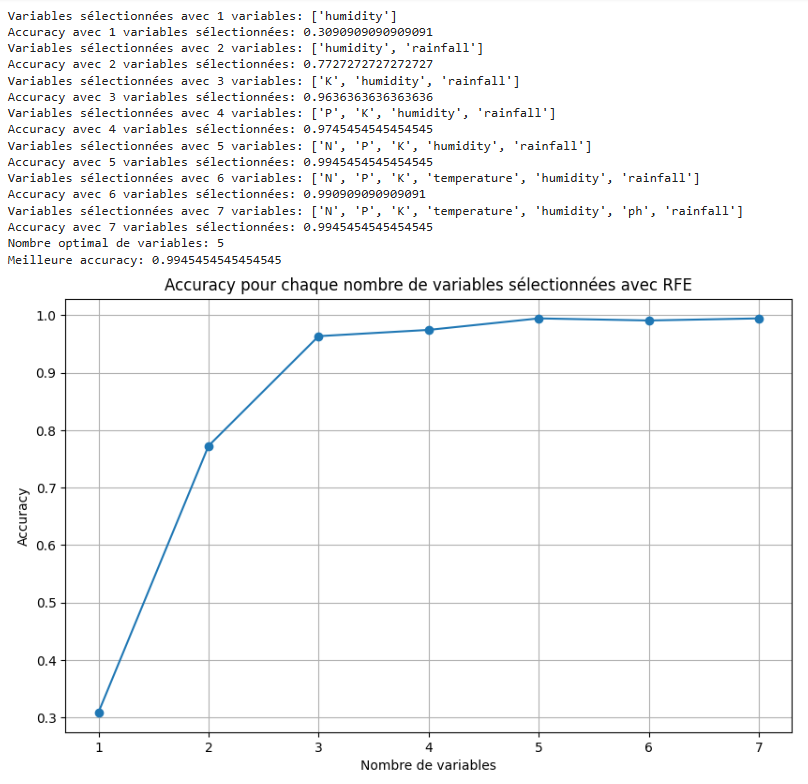 Variables sélectionnées avec 1 variables: ['humidity']
Accuracy avec 1 variables sélectionnées: 0.3090909090909091
Variables sélectionnées avec 2 variables: ['humidity', 'rainfall']
Accuracy avec 2 variables sélectionnées: 0.7727272727272727
Variables sélectionnées avec 3 variables: ['K', 'humidity', 'rainfall']
Accuracy avec 3 variables sélectionnées: 0.9636363636363636
Variables sélectionnées avec 4 variables: ['P', 'K', 'humidity', 'rainfall']
Accuracy avec 4 variables sélectionnées: 0.9745454545454545
Variables sélectionnées avec 5 variables: ['N', 'P', 'K', 'humidity', 'rainfall']
Accuracy avec 5 variables sélectionnées: 0.9945454545454545
Variables sélectionnées avec 6 variables: ['N', 'P', 'K', 'temperature', 'humidity', 'rainfall']
Accuracy avec 6 variables sélectionnées: 0.990909090909091
Variables sélectionnées avec 7 variables: ['N', 'P', 'K', 'temperature', 'humidity', 'ph', 'rainfall']
Accuracy avec 7 variables sélectionnées: 0.9945454545454545
Nombre optimal de variables: 5
Meilleure accuracy: 0.9945454545454545
Accuracy pour chaque nombre de variables sélectionnées avec RFE
1.0
0.9
0.8
0.7
0.6
0.5
0.4
0.3
Accuracy
1 2 3 4 5 6 7
Nombre de variables